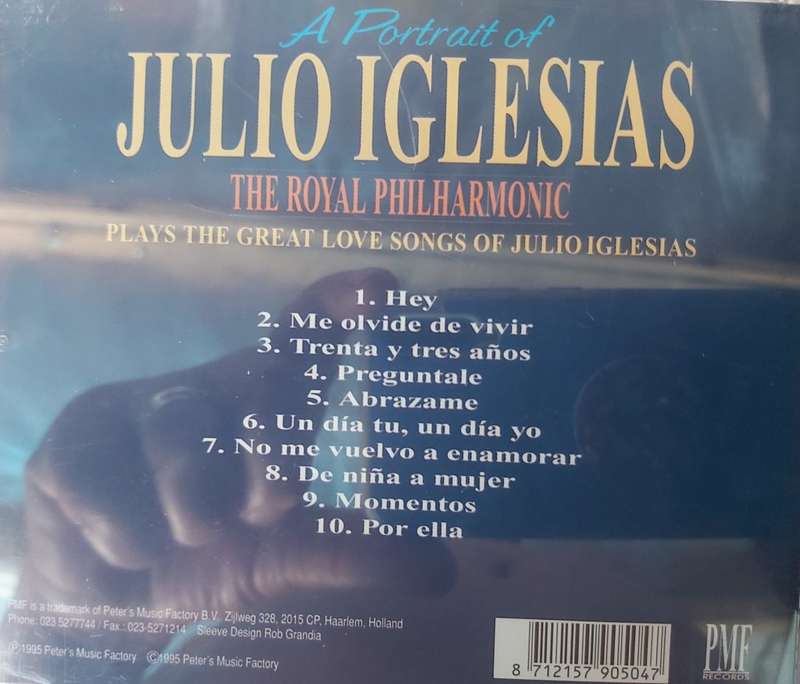 A Portrait of
JULIO IGLESIAS
THE ROYAL PHILHARMONIC
PLAYS THE GREAT LOVE SONGS OF JULIO IGLESIAS
1. Hey
2. Me olvide de vivir
3. Trenta y tres años
4. Preguntale
5. Abrazame
6. Un día tu, un día yo
7. No me vuelvo a enamorar
8. De niña a mujer
9. Momentos
10. Por ella
PMF is a trademark of Peter's Music Factory B.V. Zijlweg 328, 2015 CP, Haarlem, Holland
Phone: 023 5277744 / Fax.: 023-5271214 Sleeve Design Rob Grandia
Ⓟ1995 Peter's Music Factory ©1995 Peter's Music Factory
8 712157 905047
PMF
RECORDS